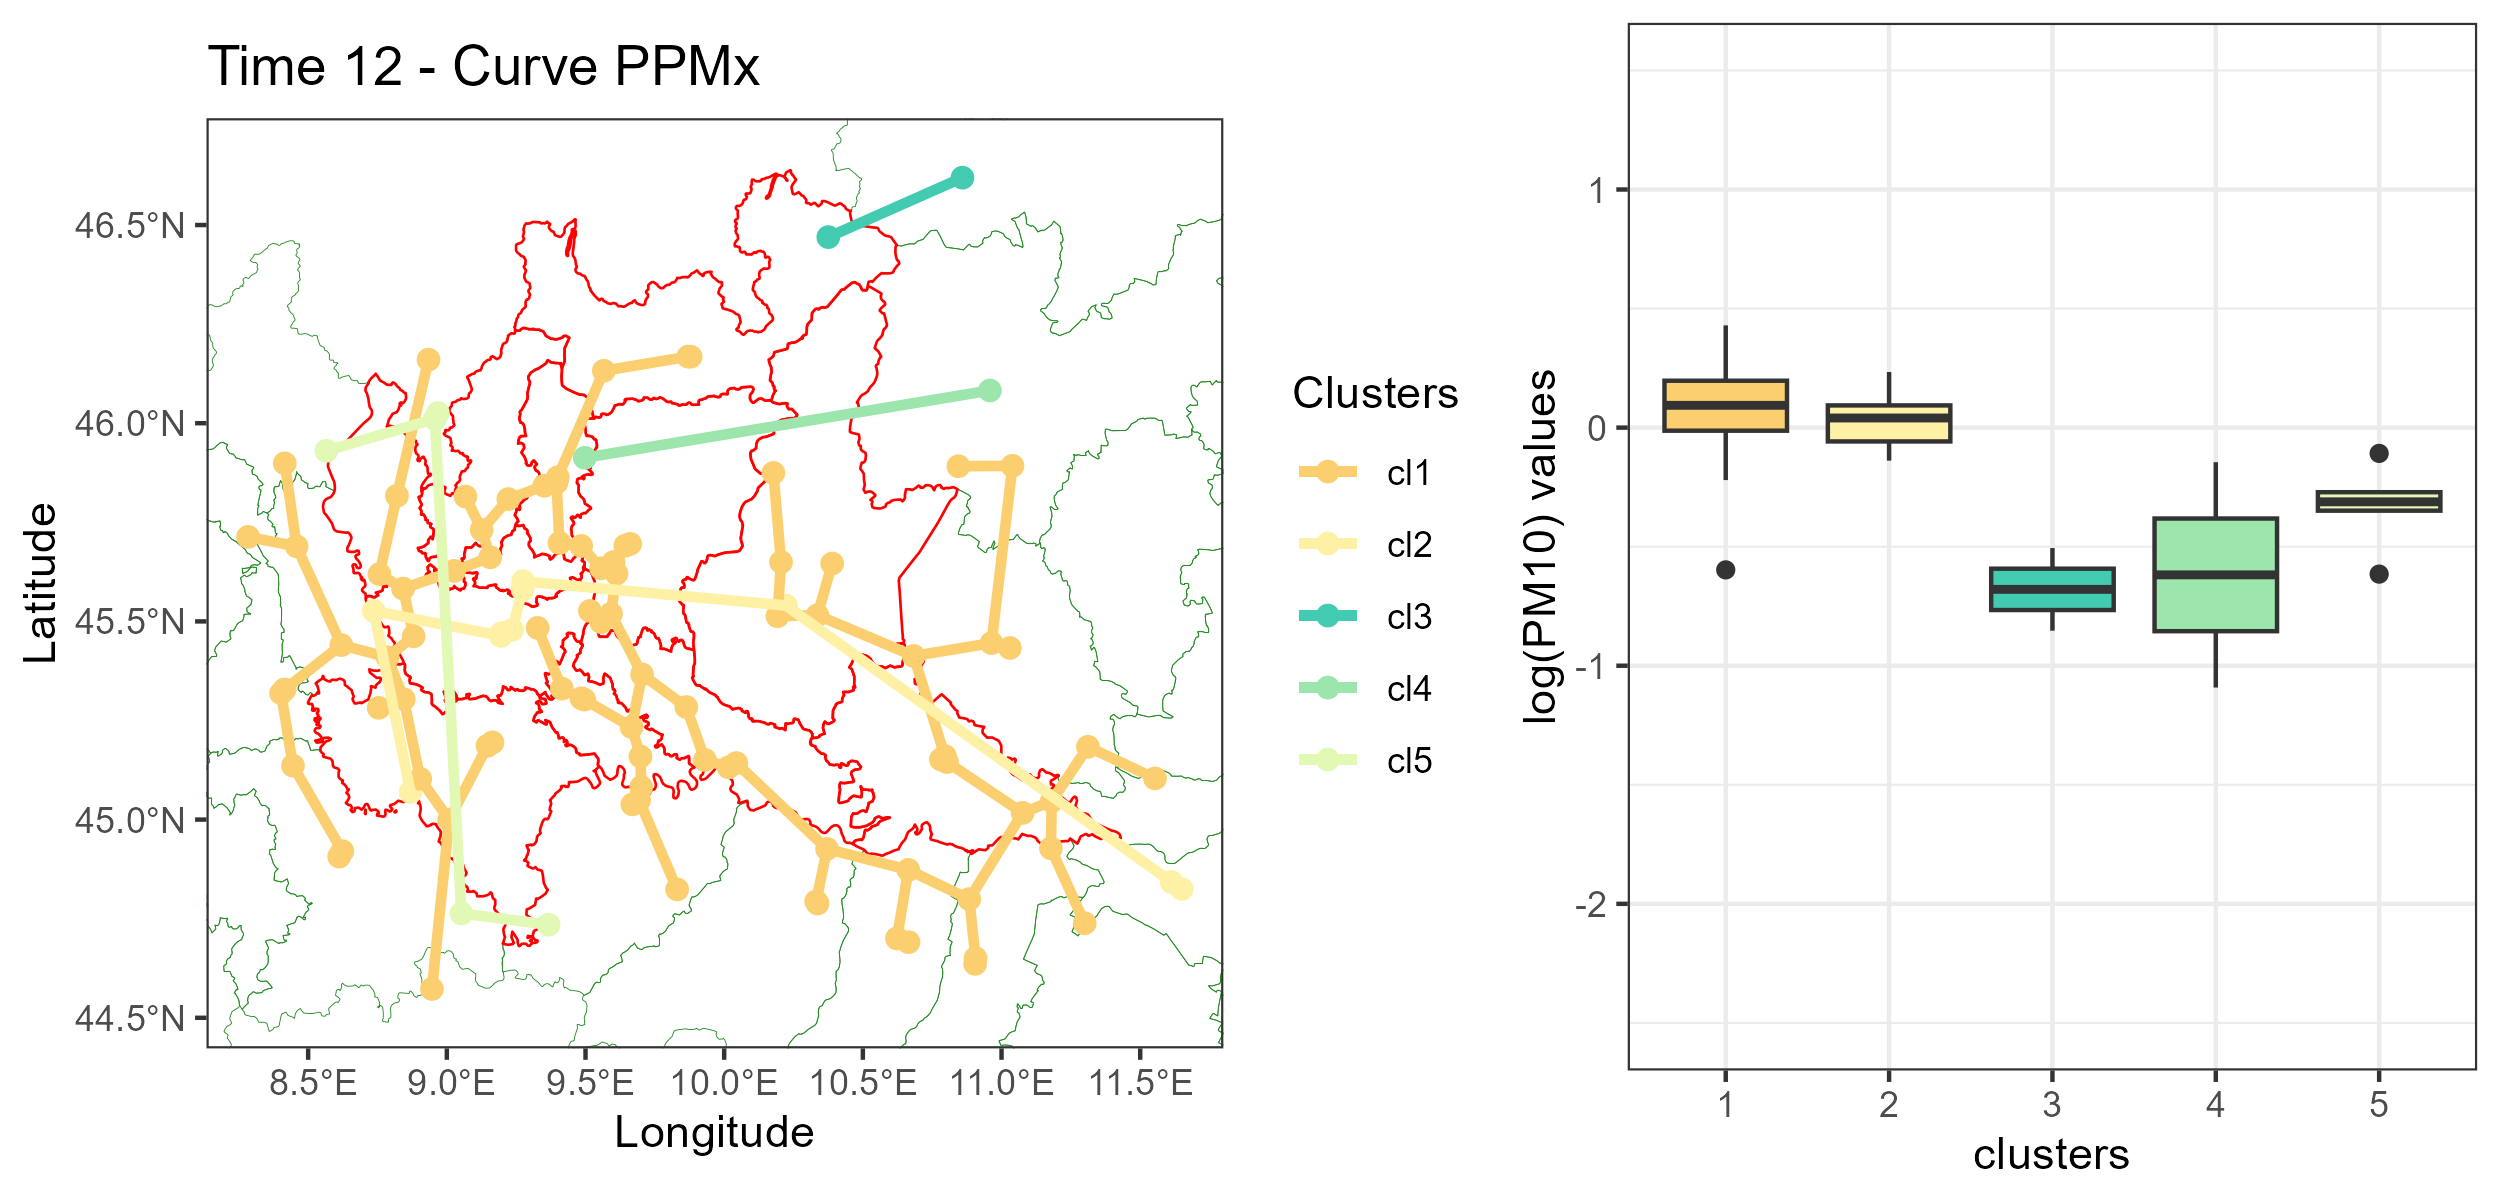 Time 12 - Curve PPMx
Latitude
46.5°N
46.0°N
45.5°N
45.0°N
44.5°N
8.5°E 9.0°E 9.5°E 10.0°E 10.5°E 11.0°E 11.5°E
Longitude
Clusters
cl1
cl2
cl3
cl4
cl5
log(PM10) values
1
0
-1
-2
1 2 3 4 5
clusters